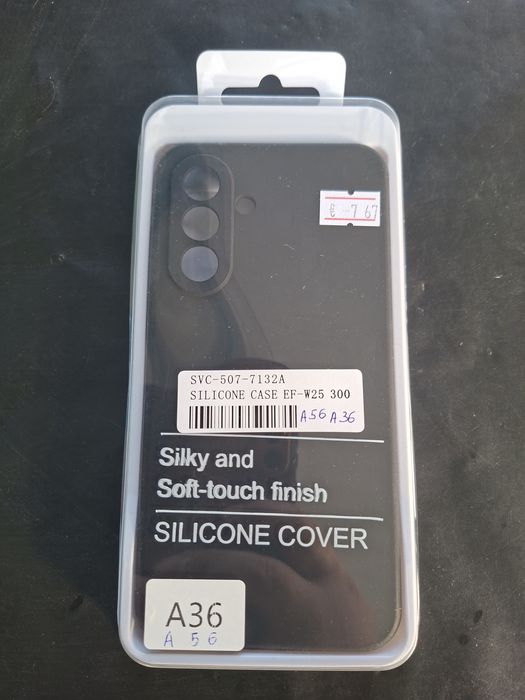 € 7 67
SVC-507-7132A
SILICONE CASE EF-W25 300
A56 A36
Silky and
Soft-touch finish
SILICONE COVER
A36
A 56